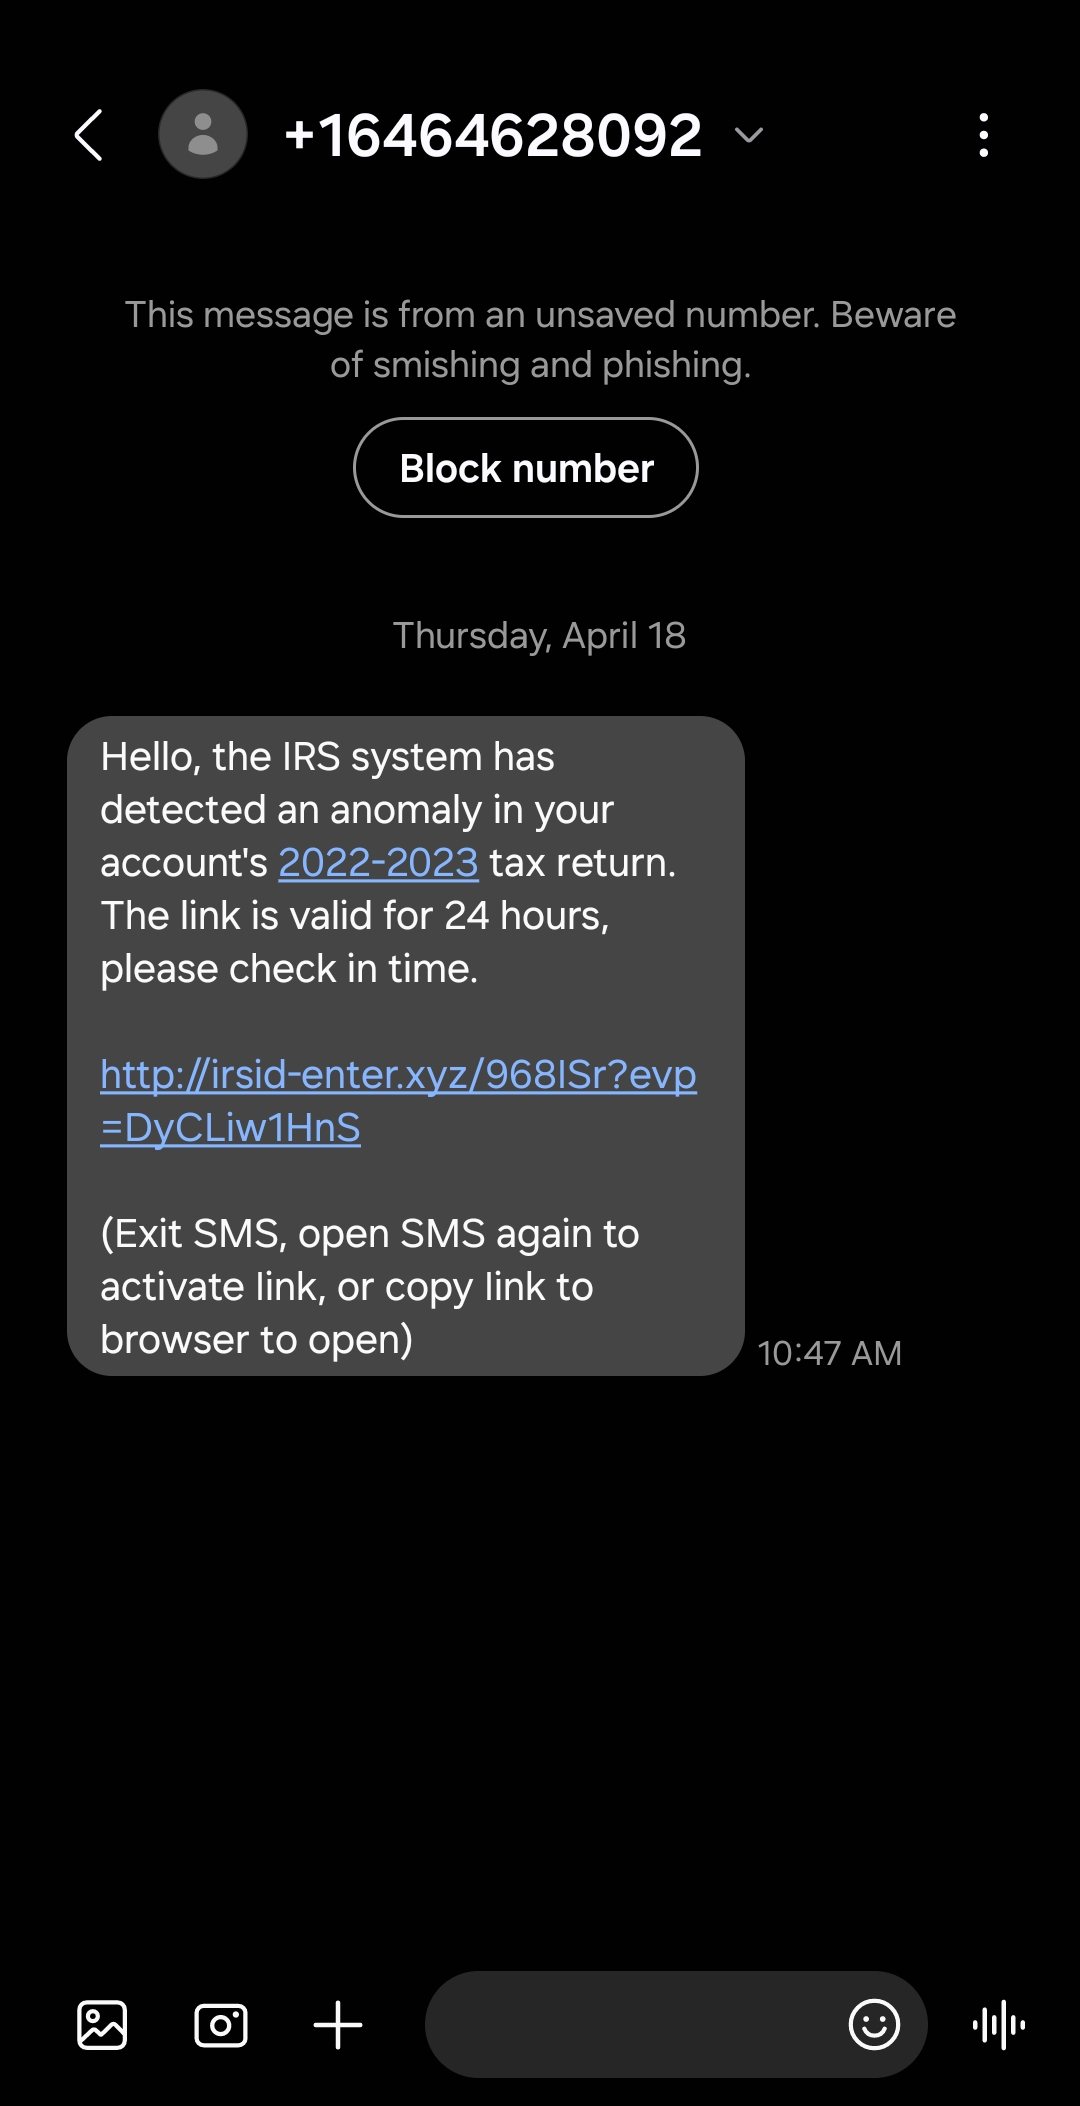 +16464628092
This message is from an unsaved number. Beware
of smishing and phishing.
Block number
Thursday, April 18
Hello, the IRS system has
detected an anomaly in your
account's 2022-2023 tax return.
The link is valid for 24 hours,
please check in time.
http://irsid-enter.xyz/968ISr?evp
=DyCLiw1HnS
(Exit SMS, open SMS again to
activate link, or copy link to
browser to open)
10:47 AM